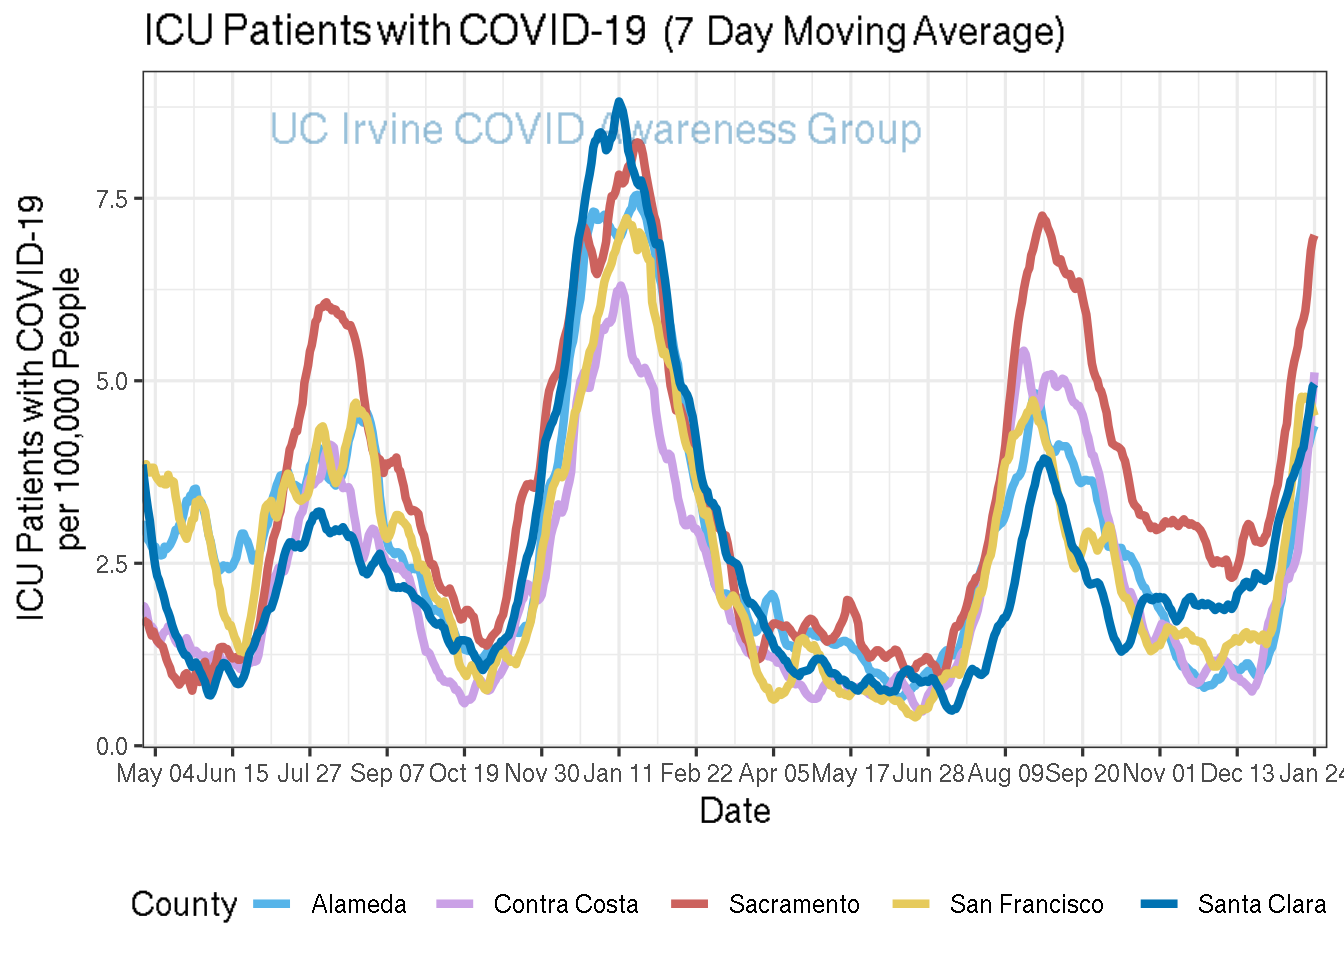 ICU Patients with COVID-19 (7 Day Moving Average)
UC Irvine COVID Awareness Group
ICU Patients with COVID-19
per 100,000 People
7.5
5.0
2.5
0.0
May 04 Jun 15 Jul 27 Sep 07 Oct 19 Nov 30 Jan 11 Feb 22 Apr 05 May 17 Jun 28 Aug 09 Sep 20 Nov 01 Dec 13 Jan 24
Date
County Alameda Contra Costa Sacramento San Francisco Santa Clara